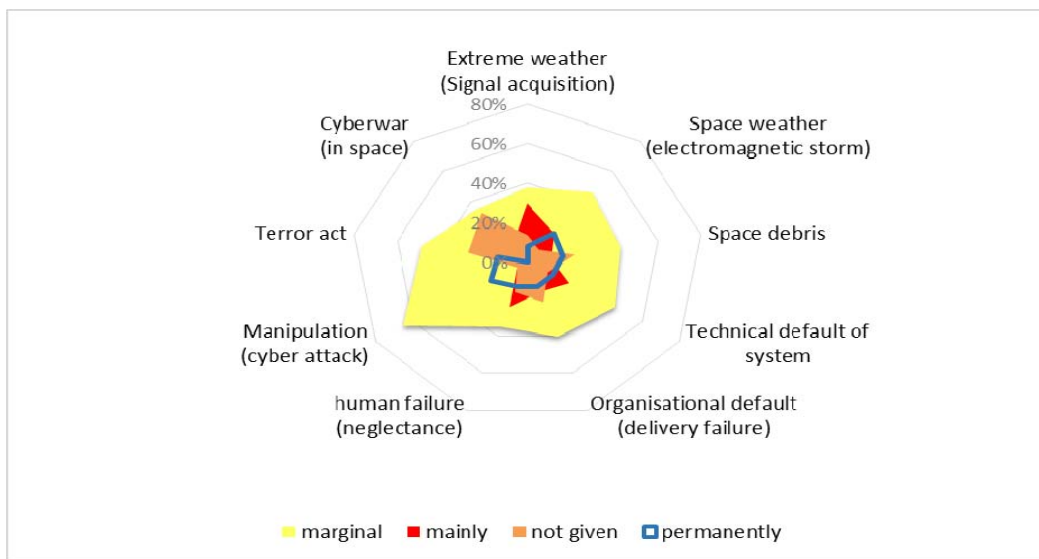 Extreme weather
(Signal acquisition)
80%
Cyberwar
(in space)
Space weather
(electromagnetic storm)
60%
40%
20%
Terror act
0%
Space debris
Manipulation
(cyber attack)
Technical default of
system
human failure
(neglectance)
Organisational default
(delivery failure)
marginal
mainly
not given
permanently